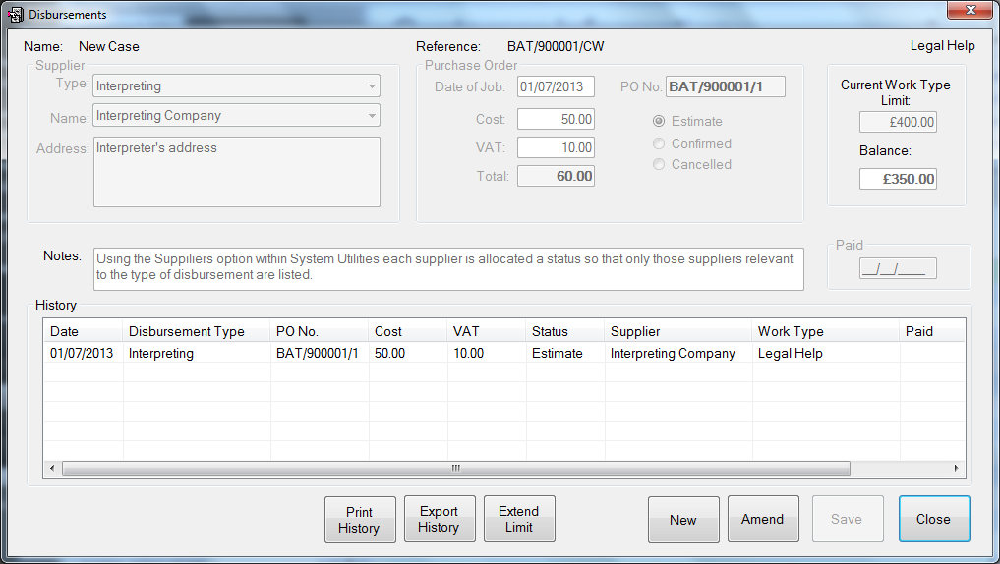 Disbursements
Name: New Case
Reference: BAT/900001/CW
Legal Help
Supplier
Type: Interpreting
Name: Interpreting Company
Address: Interpreter's address
Purchase Order
Date of Job: 01/07/2013
PO No: BAT/900001/1
Cost: 50.00
VAT: 10.00
Total: 60.00
Estimate
Confirmed
Cancelled
Current Work Type
Limit:
£400.00
Balance:
£350.00
Notes: Using the Suppiliers option within System Utilities each supplier is allocated a status so that only those suppliers relevant
to the type of disbursement are listed.
Paid
__/__/____
History
Date Disbursement Type PO No. Cost VAT Status Supplier Work Type Paid
01/07/2013 Interpreting BAT/900001/1 50.00 10.00 Estimate Interpreting Company Legal Help
Print
History
Export
History
Extend
Limit
New
Amend
Save
Close